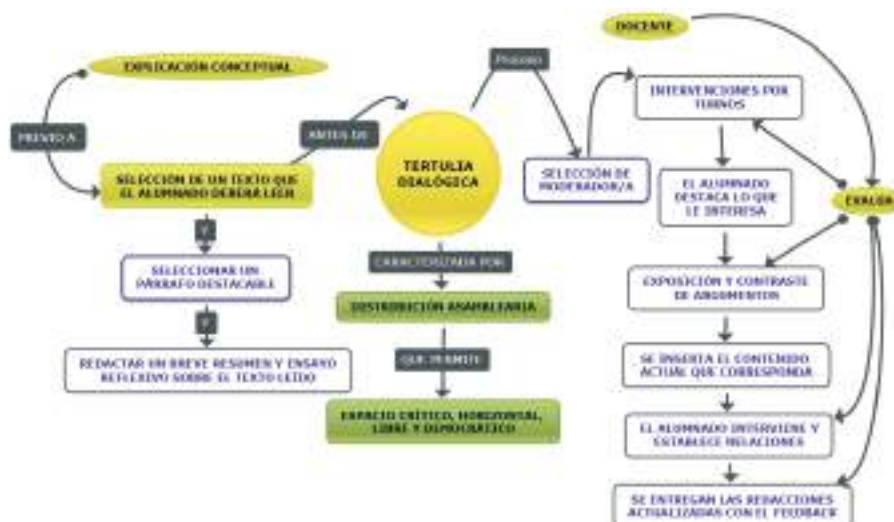 DOCENTE
EXPLICACIÓN CONCEPTUAL
PREVIO A
SELECCIÓN DE UN TEXTO QUE
EL ALUMNADO DEBERÁ LEER
Y
SELECCIONAR UN
PÁRRAFO DESTACABLE
Y
REDACTAR UN BREVE RESUMEN Y ENSAYO
REFLEXIVO SOBRE EL TEXTO LEÍDO
ANTES DE
TERTULIA
DIALÓGICA
CARACTERIZADA POR
DISTRIBUCIÓN ASAMBLEARIA
QUE PERMITE
ESPACIO CRÍTICO, HORIZONTAL,
LIBRE Y DEMOCRÁTICO
SELECCIÓN DE
MODERADOR/A
INTERVENCIONES POR
TURNOS
EL ALUMNADO
DESTACA LO QUE
LE INTERESA
EVALÚA
EXPOSICIÓN Y CONTRASTE
DE ARGUMENTOS
SE INSERTA EL CONTENIDO
ACTUAL QUE CORRESPONDA
EL ALUMNADO INTERVIENE Y
ESTABLECE RELACIONES
SE ENTREGAN LAS REDACCIONES
ACTUALIZADAS CON EL FEEDBACK